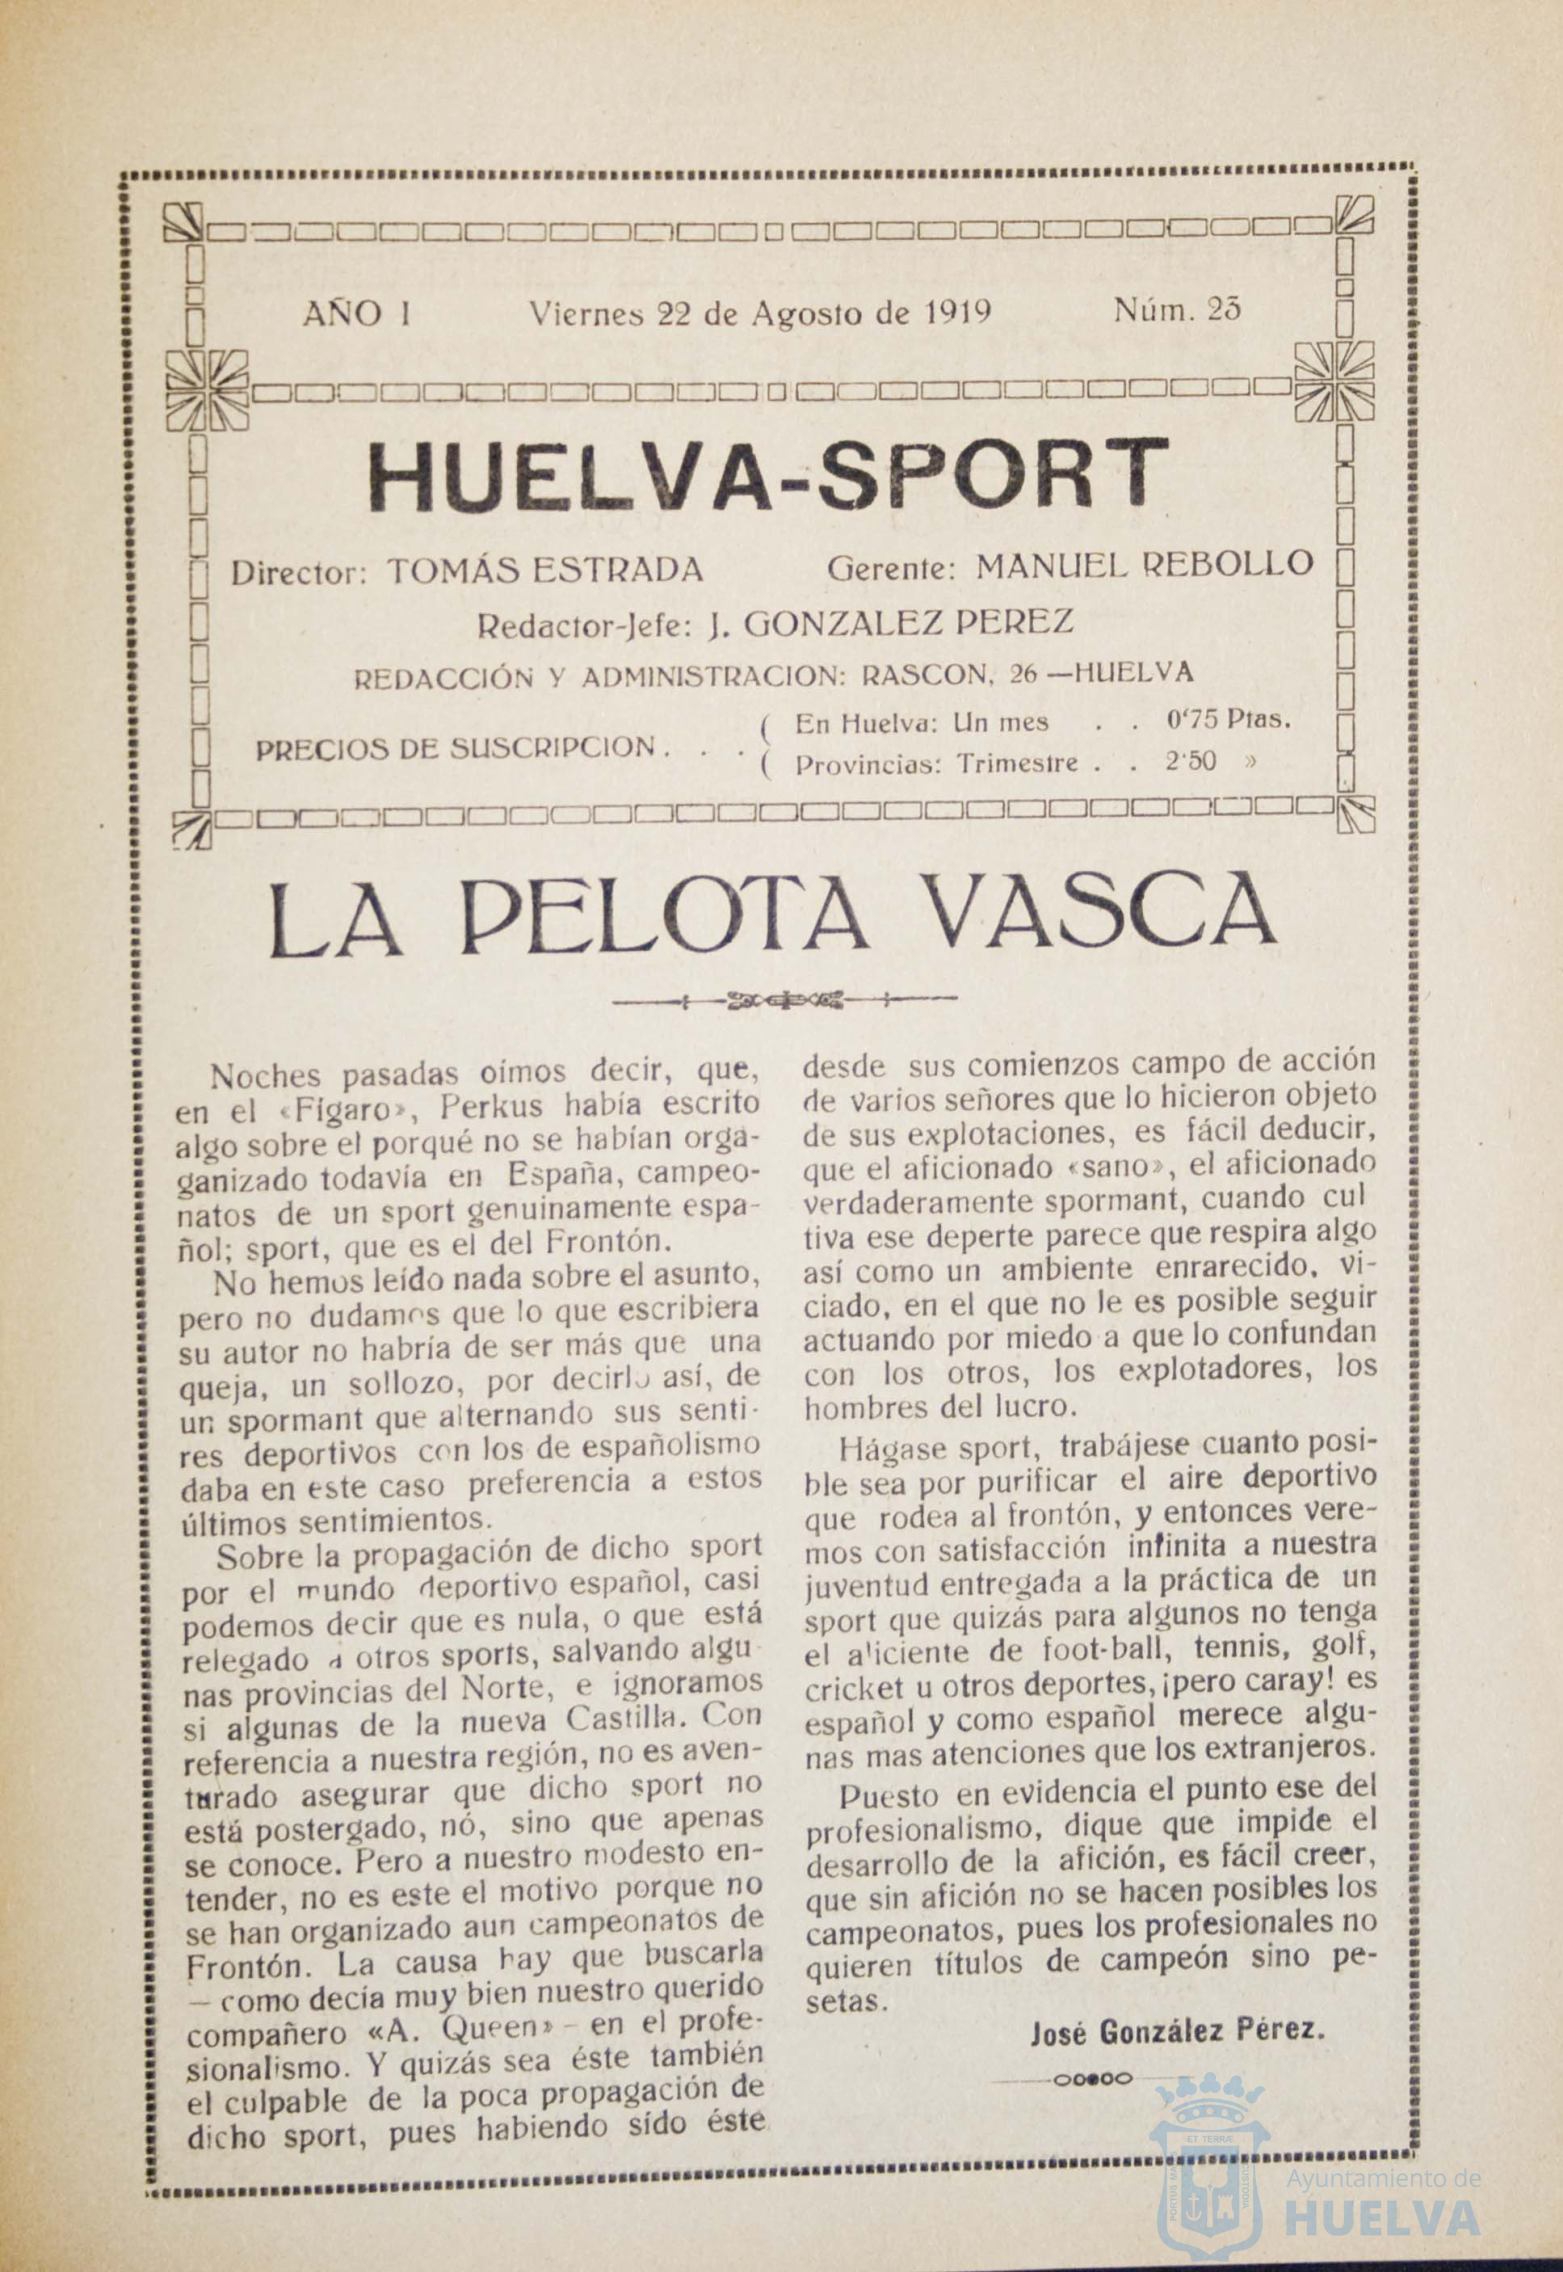 AÑO I Viernes 22 de Agosto de 1919 Núm. 23
HUELVA-SPORT
Director: TOMÁS ESTRADA Gerente: MANUEL REBOLLO
Redactor-Jefe: J. GONZALEZ PEREZ
REDACCIÓN Y ADMINISTRACION: RASCON, 26 —HUELVA
PRECIOS DE SUSCRIPCION. . .
( En Huelva: Un mes . . 0'75 Ptas.
( Provincias: Trimestre . . 2'50 »
LA PELOTA VASCA
Noches pasadas oímos decir, que,
en el «Fígaro», Perkus había escrito
algo sobre el porqué no se habían orga-
ganizado todavía en España, campeo-
natos de un sport genuinamente espa-
ñol; sport, que es el del Frontón.
No hemos leído nada sobre el asunto,
pero no dudamos que lo que escribiera
su autor no habría de ser más que una
queja, un sollozo, por decirlo así, de
un spormant que alternando sus senti-
res deportivos con los de españolismo
daba en este caso preferencia a estos
últimos sentimientos.
Sobre la propagación de dicho sport
por el mundo deportivo español, casi
podemos decir que es nula, o que está
relegado a otros sports, salvando algu-
nas provincias del Norte, e ignoramos
si algunas de la nueva Castilla. Con
referencia a nuestra región, no es aven-
turado asegurar que dicho sport no
está postergado, nó, sino que apenas
se conoce. Pero a nuestro modesto en-
tender, no es este el motivo porque no
se han organizado aun campeonatos de
Frontón. La causa hay que buscarla
— como decía muy bien nuestro querido
compañero «A. Queen» – en el profe-
sionalismo. Y quizás sea éste también
el culpable de la poca propagación de
dicho sport, pues habiendo sído éste
desde sus comienzos campo de acción
de varios señores que lo hicieron objeto
de sus explotaciones, es fácil deducir,
que el aficionado «sano», el aficionado
verdaderamente spormant, cuando cul
tiva ese deperte parece que respira algo
así como un ambiente enrarecido, vi-
ciado, en el que no le es posible seguir
actuando por miedo a que lo confundan
con los otros, los explotadores, los
hombres del lucro.
Hágase sport, trabájese cuanto posi-
ble sea por purificar el aire deportivo
que rodea al frontón, y entonces vere-
mos con satisfacción infinita a nuestra
juventud entregada a la práctica de un
sport que quizás para algunos no tenga
el aliciente de foot-ball, tennis, golf,
cricket u otros deportes, ¡pero caray! es
español y como español merece algu-
nas mas atenciones que los extranjeros.
Puesto en evidencia el punto ese del
profesionalismo, dique que impide el
desarrollo de la afición, es fácil creer,
que sin afición no se hacen posibles los
campeonatos, pues los profesionales no
quieren títulos de campeón sino pe-
setas.
José González Pérez.
ET TERRÆ
PORTUS MARIS
CUSTODIA
Ayuntamiento de
HUELVA